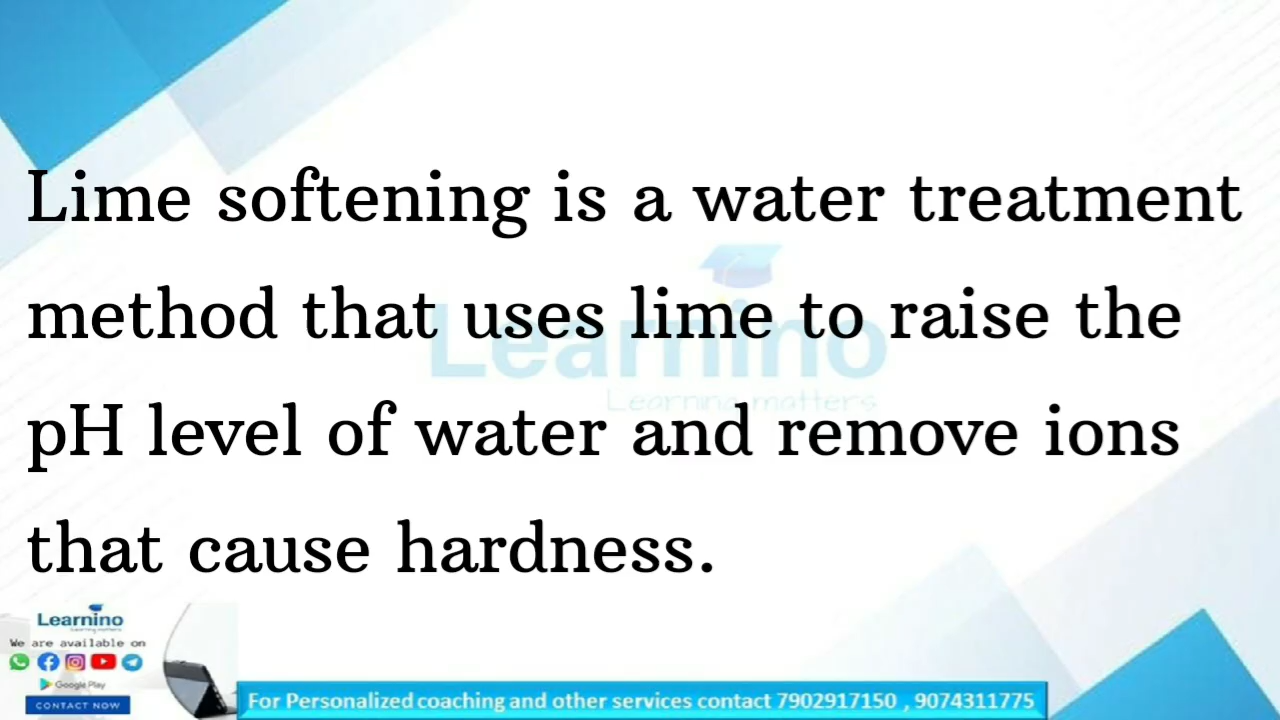 Lime softening is a water treatment
method that uses lime to raise the
pH level of water and remove ions
that cause hardness.
Learnino
Learning matters
Learnino
Learning matters
We are available on
Google Play
CONTACT NOW
For Personalized coaching and other services contact 7902917150 , 9074311775